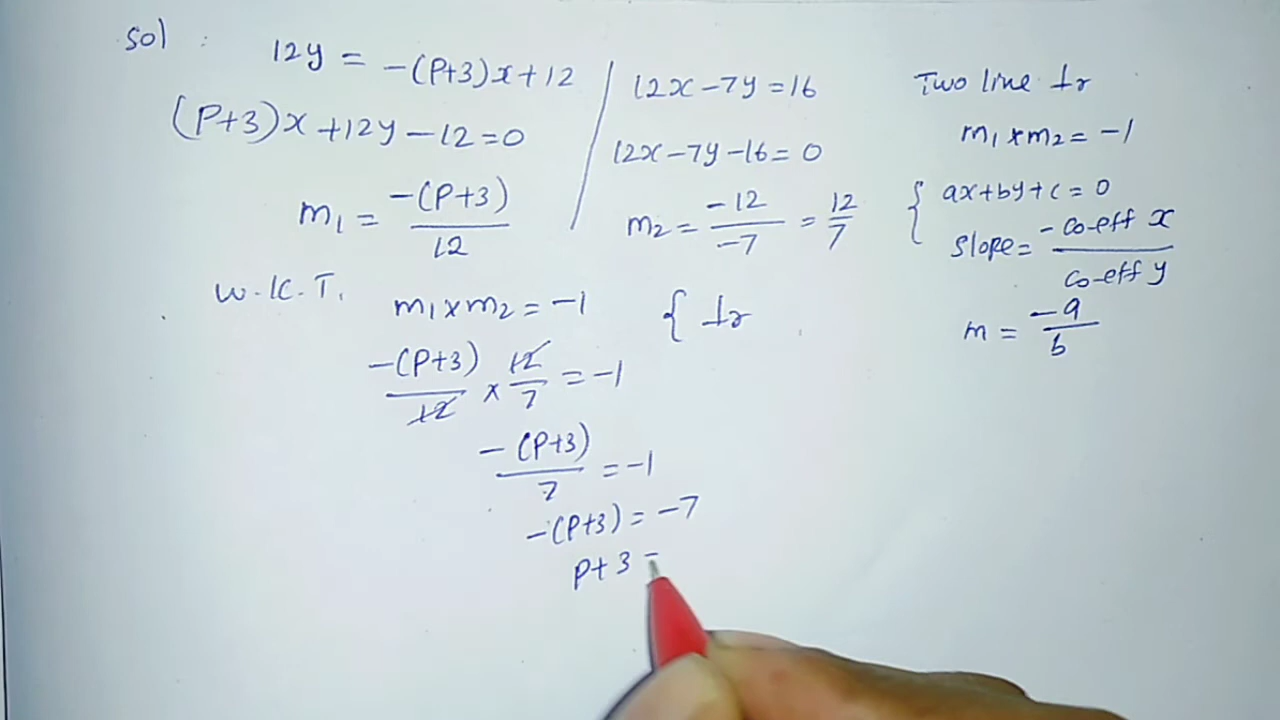 Sol :
12y = -(P+3)x+12
(P+3)x +12y -12=0
m₁ = -(P+3)/12
12x-7y=16
12x-7y-16=0
m₂ = -12/-7 = 12/7
Two line ⊥r
m₁ x m₂ = -1
{ ax+by+c=0
Slope= -co-eff x/co-eff y
m = -a/b
W.K.T. m₁ x m₂ = -1 { ⊥r
-(P+3)/12 x 12/7 = -1
-(P+3)/7 = -1
-(P+3) = -7
P+3 =